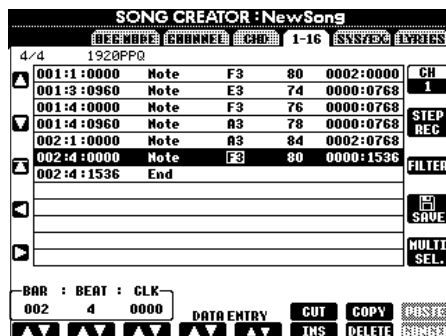 SONG CREATOR : NewSong
REC MODE CHANNEL CHD 1-16 SYS/EX. LYRICS
4/4 1920PPQ
001:1:0000 Note F3 80 0002:0000
001:3:0960 Note E3 74 0000:0768
001:4:0000 Note F3 76 0000:0768
001:4:0960 Note A3 78 0000:0768
002:1:0000 Note A3 84 0002:0768
002:4:0000 Note F3 80 0000:1536
002:4:1536 End
CH
1
STEP
REC
FILTER
SAVE
MULTI
SEL.
BAR : BEAT : CLK
002 4 0000
DATA ENTRY
CUT COPY PASTE
INS DELETE CANCEL